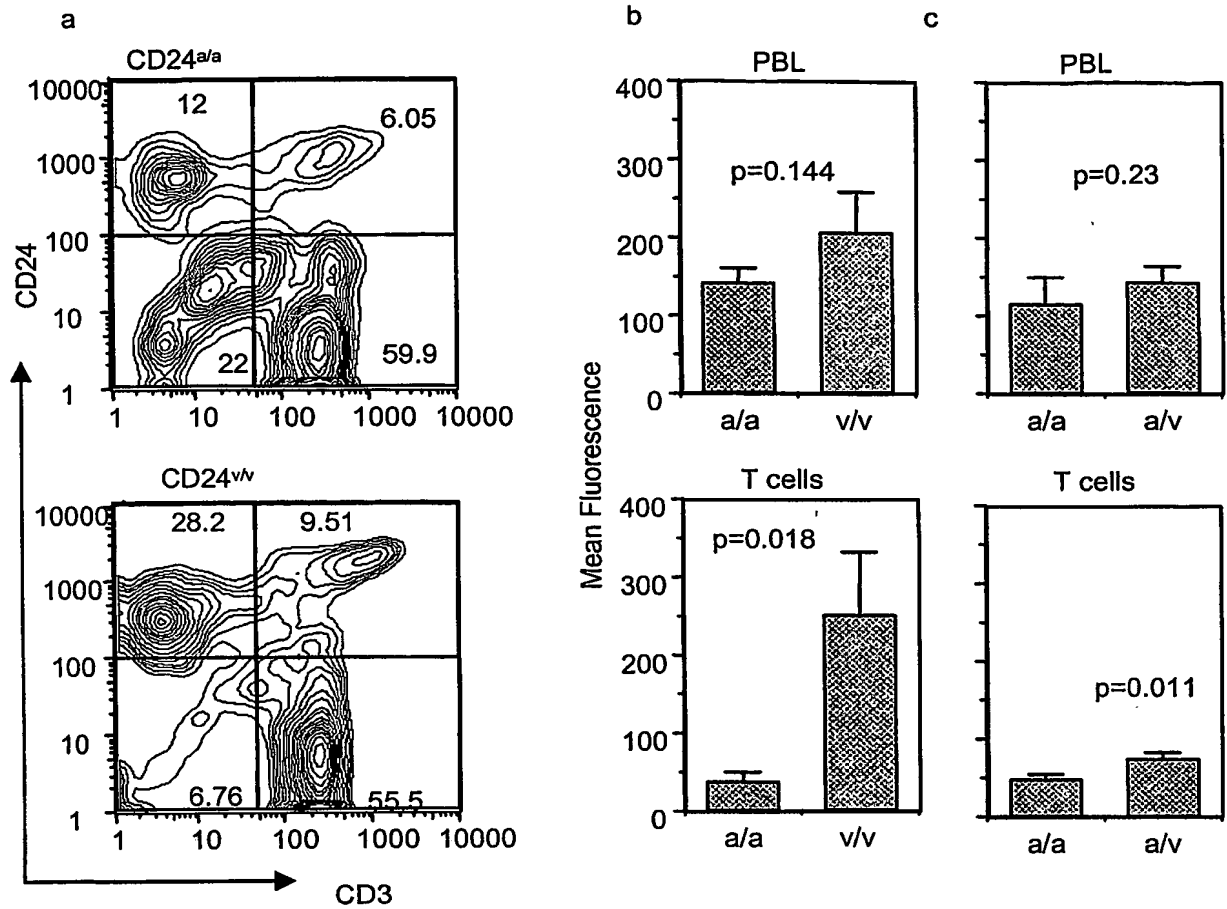 a
CD24a/a
10000
1000
100
10
1
12
6.05
22
59.9
1 10 100 1000 10000
CD24
CD24v/v
10000
1000
100
10
1
28.2
9.51
6.76
55.5
1 10 100 1000 10000
CD3
b
PBL
400
300
200
100
0
p=0.144
a/a v/v
Mean Fluorescence
T cells
400
300
200
100
0
p=0.018
a/a v/v
c
PBL
p=0.23
a/a a/v
T cells
p=0.011
a/a a/v